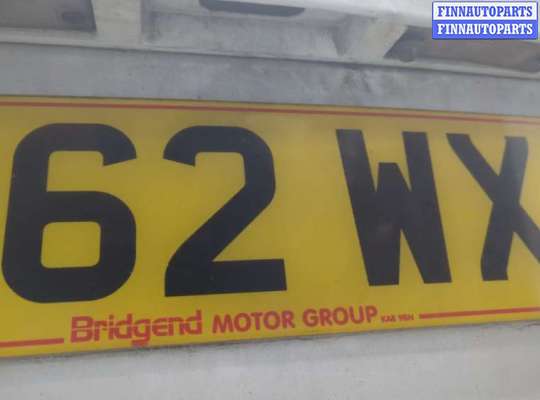 FINNAUTOPARTS
FINNAUTOPARTS
62 WX
Bridgend MOTOR GROUP